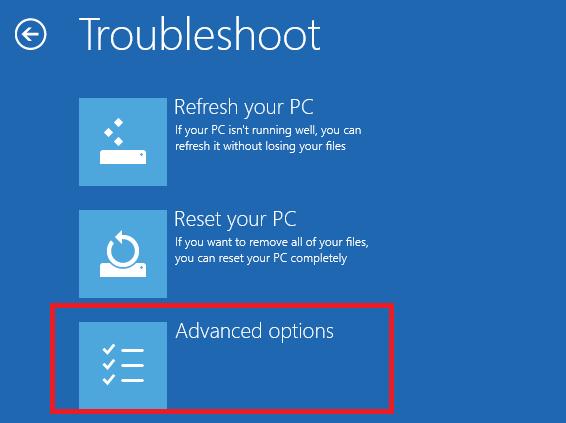 Troubleshoot
Refresh your PC
If your PC isn't running well, you can
refresh it without losing your files
Reset your PC
If you want to remove all of your files,
you can reset your PC completely
Advanced options